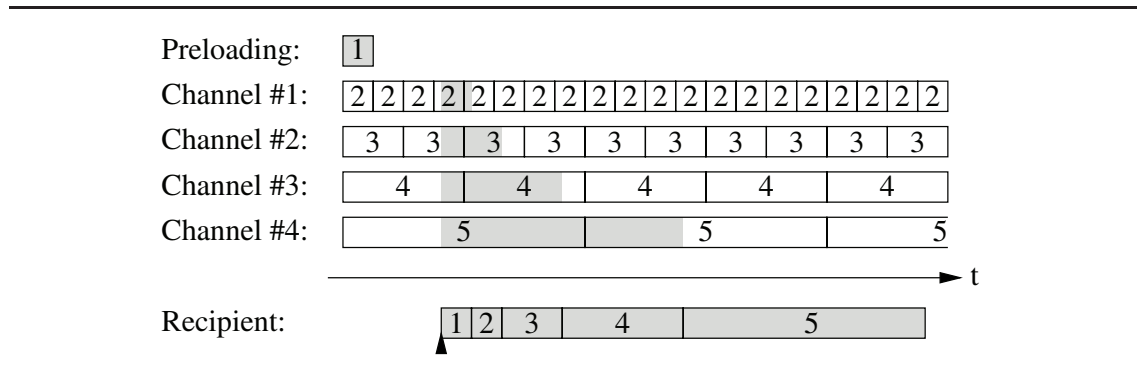 Preloading: 1
Channel #1: 2 2 2 2 2 2 2 2 2 2 2 2 2 2 2 2 2 2 2 2
Channel #2: 3 3 3 3 3 3 3 3 3 3
Channel #3: 4 4 4 4 4
Channel #4: 5 5 5
t
Recipient: 1 2 3 4 5